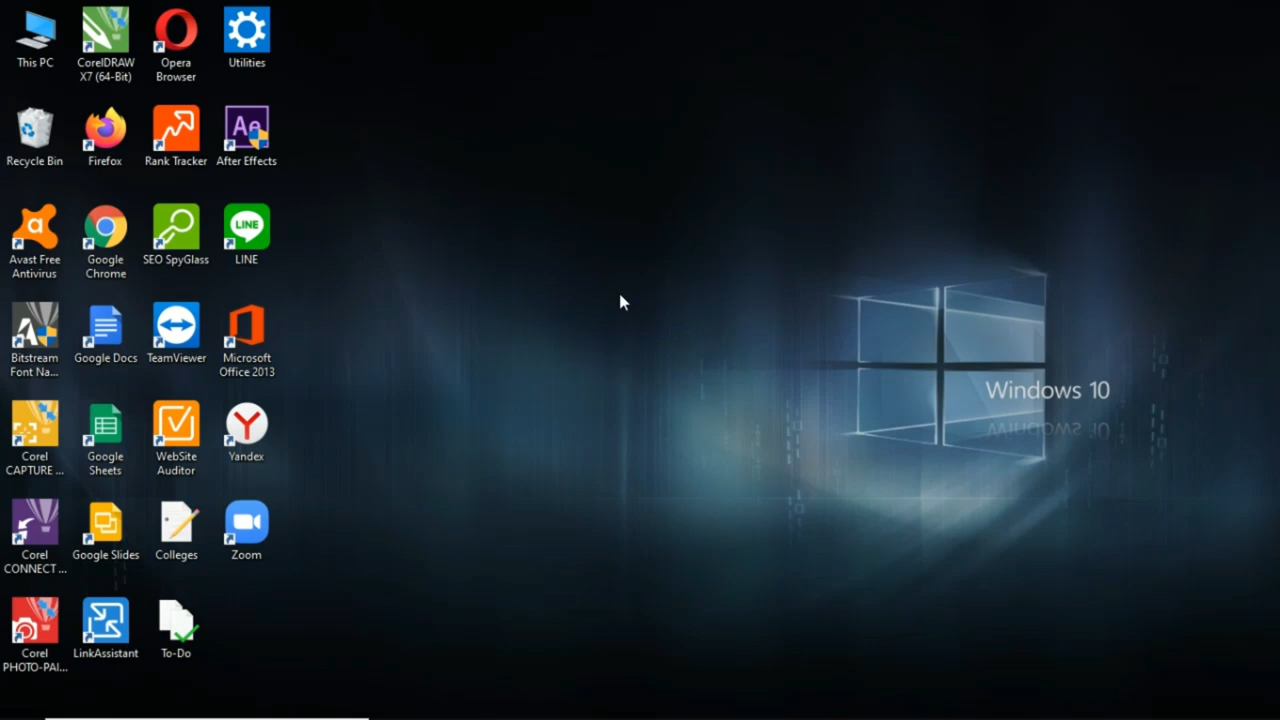 This PC
CorelDRAW
X7 (64-Bit)
Opera
Browser
Utilities
Recycle Bin
Firefox
Rank Tracker
Ae
After Effects
Avast Free
Antivirus
Google
Chrome
SEO SpyGlass
LINE
LINE
Bitstream
Font Na...
Google Docs
TeamViewer
Microsoft
Office 2013
Corel
CAPTURE ...
Google
Sheets
WebSite
Auditor
Yandex
Corel
CONNECT ...
Google Slides
Colleges
Zoom
Corel
PHOTO-PAI...
LinkAssistant
To-Do
Windows 10